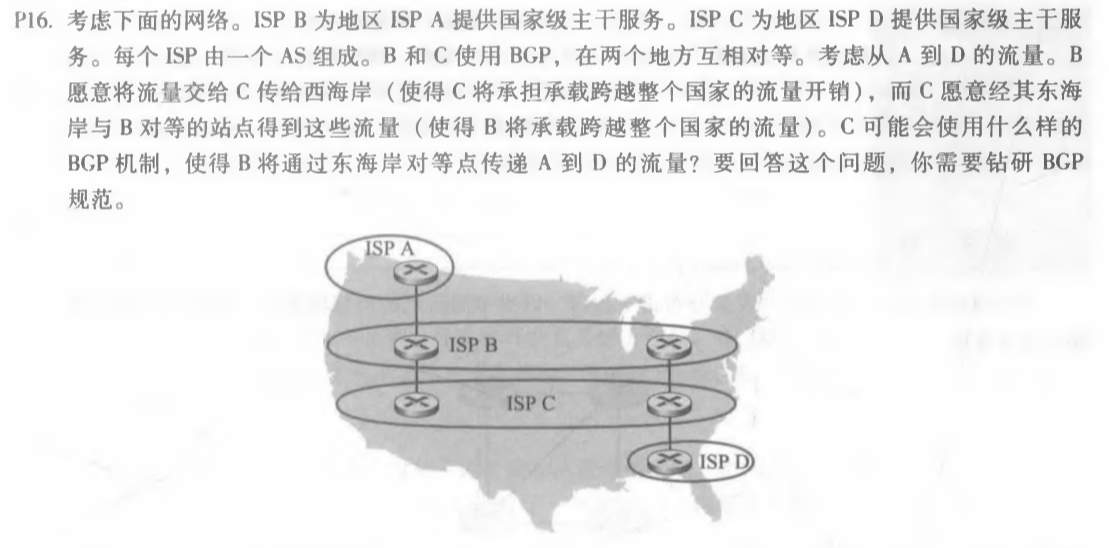 P16. 考虑下面的网络。ISP B 为地区 ISP A 提供国家级主干服务。ISP C 为地区 ISP D 提供国家级主干服
务。每个 ISP 由一个 AS 组成。B 和 C 使用 BGP，在两个地方互相对等。考虑从 A 到 D 的流量。B
愿意将流量交给 C 传给西海岸（使得 C 将承担承载跨越整个国家的流量开销），而 C 愿意经其东海
岸与 B 对等的站点得到这些流量（使得 B 将承载跨越整个国家的流量）。C 可能会使用什么样的
BGP 机制，使得 B 将通过东海岸对等点传递 A 到 D 的流量？要回答这个问题，你需要钻研 BGP
规范。
ISP A
ISP B
ISP C
ISP D